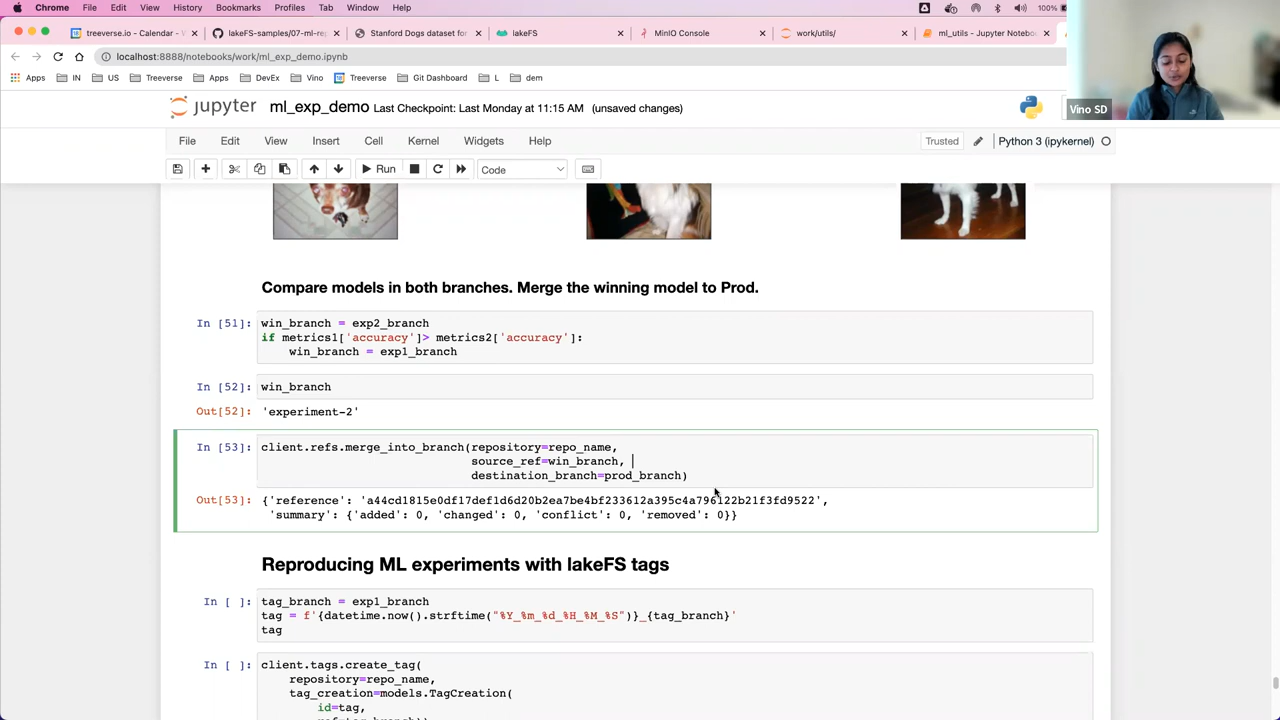 Chrome File Edit View History Bookmarks Profiles Tab Window Help 100%
treeverse.io - Calendar - W
lakeFS-samples/07-ml-rep
Stanford Dogs dataset for
lakeFS
MinIO Console
work/utils/
ml_utils - Jupyter Notebook
localhost:8888/notebooks/work/ml_exp_demo.ipynb
Apps IN US Treeverse Apps DevEx Vino Treeverse Git Dashboard L dem
Vino SD
jupyter ml_exp_demo Last Checkpoint: Last Monday at 11:15 AM (unsaved changes)
File Edit View Insert Cell Kernel Widgets Help
Trusted Python 3 (ipykernel)
Run Code
Compare models in both branches. Merge the winning model to Prod.
In [51]: win_branch = exp2_branch
if metrics1['accuracy']> metrics2['accuracy']:
win_branch = exp1_branch
In [52]: win_branch
Out[52]: 'experiment-2'
In [53]: client.refs.merge_into_branch(repository=repo_name,
source_ref=win_branch,
destination_branch=prod_branch)
Out[53]: {'reference': 'a44cd1815e0df17def1d6d20b2ea7be4bf233612a395c4a796122b21f3fd9522',
'summary': {'added': 0, 'changed': 0, 'conflict': 0, 'removed': 0}}
Reproducing ML experiments with lakeFS tags
In [ ]: tag_branch = exp1_branch
tag = f'{datetime.now().strftime("%Y_%m_%d_%H_%M_%S")}_{tag_branch}'
tag
In [ ]: client.tags.create_tag(
repository=repo_name,
tag_creation=models.TagCreation(
id=tag,